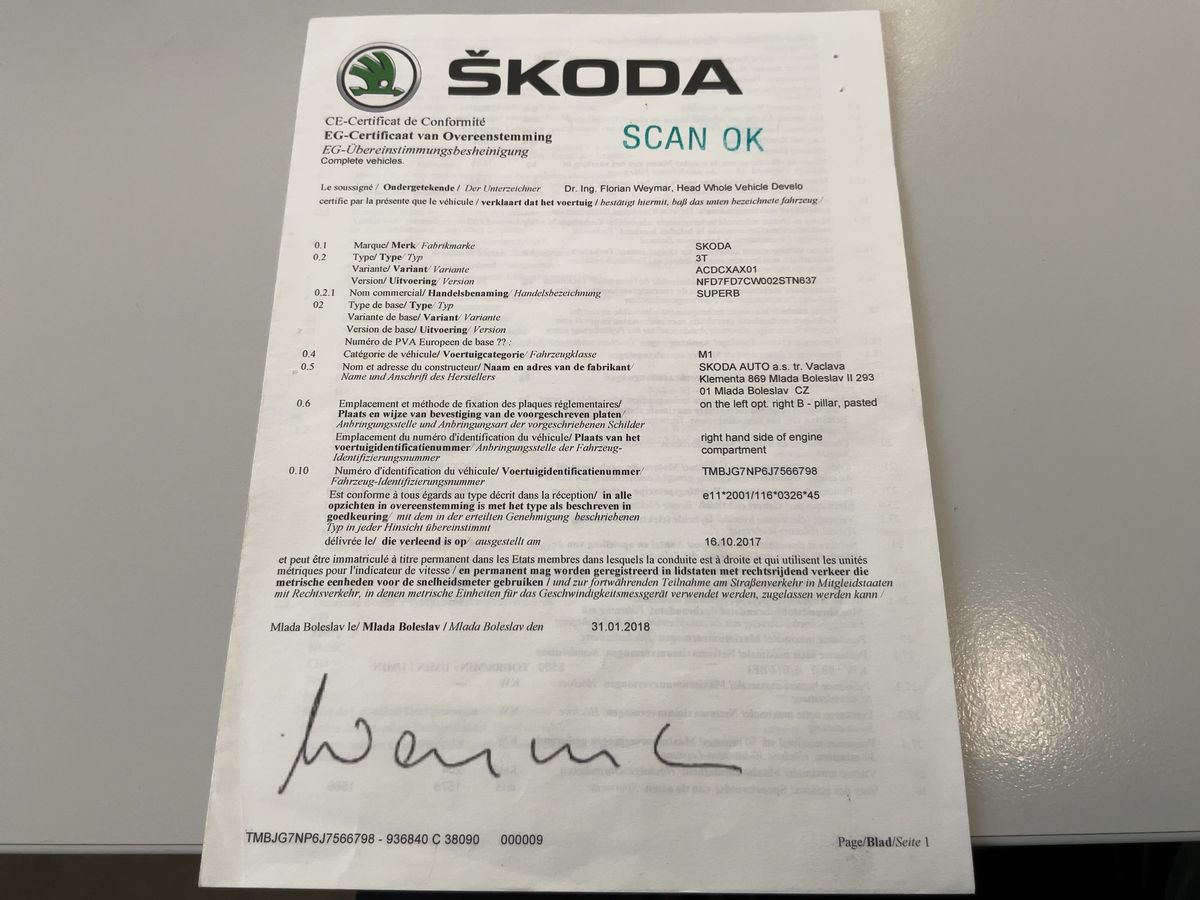 ŠKODA
CE-Certificat de Conformité
EG-Certificaat van Overeenstemming
EG-Übereinstimmungsbesheinigung
Complete vehicles.
SCAN OK
Le soussigné / Ondergetekende / Der Unterzeichner Dr. Ing. Florian Weymar, Head Whole Vehicle Develo
certifie par la présente que le véhicule / verklaart dat het voertuig / bestätigt hiermit, baß das unten bezeichnete fahrzeug /
0.1 Marque/ Merk/ Fabrikmarke SKODA
0.2 Type/ Type/ Typ 3T
Variante/ Variant/ Variante ACDCXAX01
Version/ Uitvoering/ Version NFD7FD7CW002STN637
0.2.1 Nom commercial/ Handelsbenaming/ Handelsbezeichnung SUPERB
02 Type de base/ Type/ Typ
Variante de base/ Variant/ Variante
Version de base/ Uitvoering/ Version
Numéro de PVA Europeen de base ?? :
0.4 Catégorie de véhicule/ Voertuigcategorie/ Fahrzeugklasse M1
0.5 Nom et adresse du constructeur/ Naam en adres van de fabrikant/ SKODA AUTO a.s. tr. Vaclava
Name und Anschrift des Herstellers Klementa 869 Mlada Boleslav II 293
01 Mlada Boleslav CZ
0.6 Emplacement et méthode de fixation des plaques réglementaires/ on the left opt. right B - pillar, pasted
Plaats en wijze van bevestiging van de voorgeschreven platen/
Anbringungsstelle und Anbringungsart der vorgeschriebenen Schilder
Emplacement du numéro d'identification du véhicule/ Plaats van het right hand side of engine
voertuigidentificatienummer/ Anbringungsstelle der Fahrzeug- compartment
Identifizierungsnummer
0.10 Numéro d'identification du véhicule/ Voertuigidentificatienummer/ TMBJG7NP6J7566798
Fahrzeug-Identifizierungsnummer
Est conforme à tous égards au type décrit dans la réception/ in alle e11*2001/116*0326*45
opzichten in overeenstemming is met het type als beschreven in
goedkeuring/ mit dem in der erteilten Genehmigung beschriebenen
Typ in jeder Hinsicht übereinstimmt
délivrée le/ die verleend is op/ ausgestellt am 16.10.2017
et peut être immatriculé à titre permanent dans les Etats membres dans lesquels la conduite est à droite et qui utilisent les unités
métriques pour l'indicateur de vitesse / en permanent mag worden geregistreerd in lidstaten met rechtsrijdend verkeer die
metrische eenheden voor de snelheidsmeter gebruiken / und zur fortwährenden Teilnahme am Straßenverkehr in Mitgleidstaaten
mit Rechtsverkehr, in denen metrische Einheiten für das Geschwindigkeitsmessgerät verwendet werden, zugelassen werden kann /
Mlada Boleslav le/ Mlada Boleslav / Mlada Boleslav den 31.01.2018
TMBJG7NP6J7566798 - 936840 C 38090 000009
Page/Blad/Seite 1